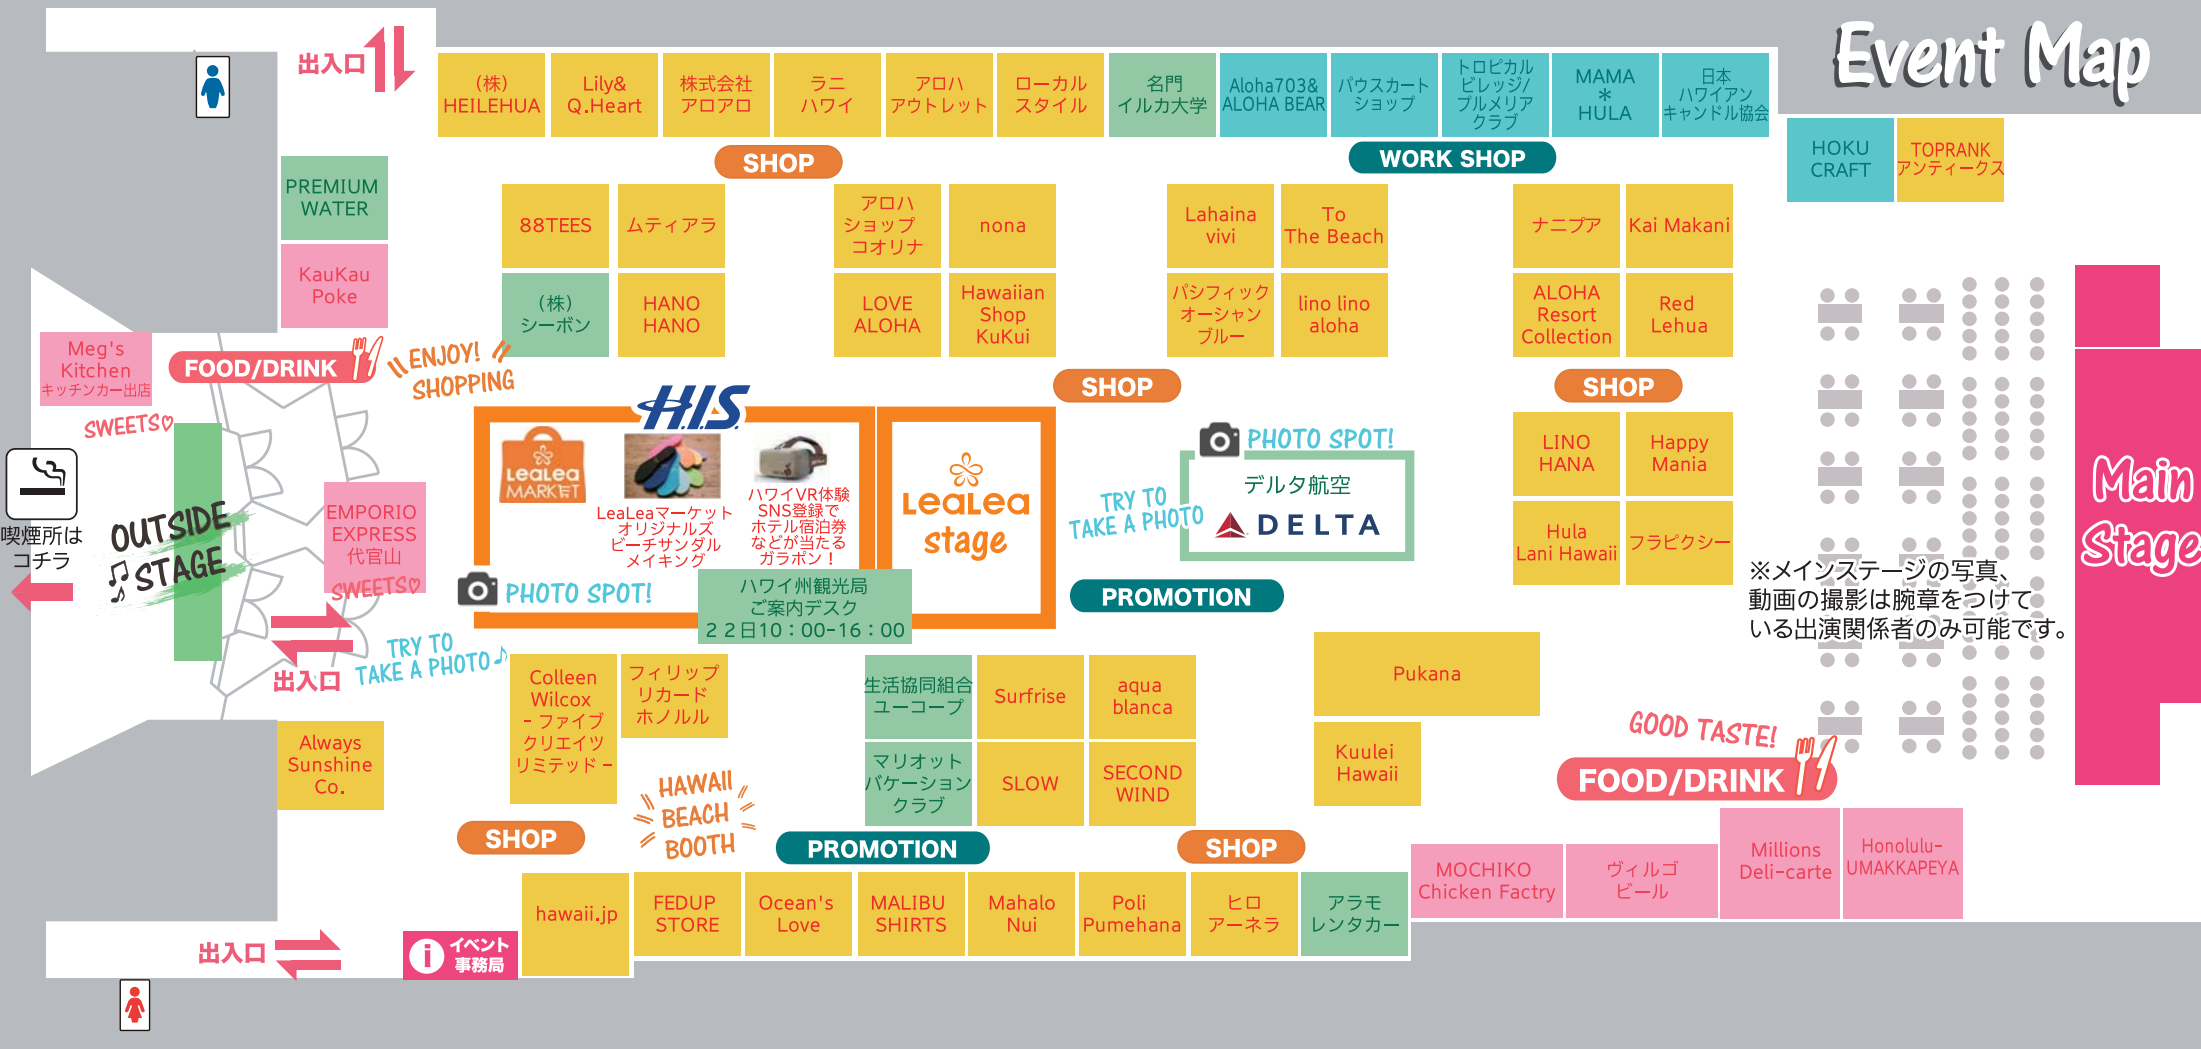 Event Map
出入口
(株)
HEILEHUA
Lily&
Q.Heart
株式会社
アロアロ
ラニ
ハワイ
アロハ
アウトレット
ローカル
スタイル
名門
イルカ大学
Aloha703&
ALOHA BEAR
パウスカート
ショップ
トロピカル
ビレッジ/
プルメリア
クラブ
MAMA
＊
HULA
日本
ハワイアン
キャンドル協会
HOKU
CRAFT
TOPRANK
アンティークス
SHOP
WORK SHOP
PREMIUM
WATER
KauKau
Poke
88TEES
ムティアラ
アロハ
ショップ
コオリナ
nona
Lahaina
vivi
To
The Beach
ナニプア
Kai Makani
(株)
シーボン
HANO
HANO
LOVE
ALOHA
Hawaiian
Shop
KuKui
パシフィック
オーシャン
ブルー
lino lino
aloha
ALOHA
Resort
Collection
Red
Lehua
Meg's
Kitchen
キッチンカー出店
SWEETS♡
FOOD/DRINK
ENJOY!
SHOPPING
SHOP
SHOP
H.I.S.
LeaLea
MARKET
LeaLeaマーケット
オリジナルズ
ビーチサンダル
メイキング
ハワイVR体験
SNS登録で
ホテル宿泊券
などが当たる
ガラポン！
LeaLea
stage
PHOTO SPOT!
デルタ航空
DELTA
TRY TO
TAKE A PHOTO
LINO
HANA
Happy
Mania
Hula
Lani Hawaii
フラピクシー
Main
Stage
※メインステージの写真、
動画の撮影は腕章をつけて
いる出演関係者のみ可能です。
喫煙所は
コチラ
OUTSIDE
STAGE
EMPORIO
EXPRESS
代官山
SWEETS♡
PHOTO SPOT!
ハワイ州観光局
ご案内デスク
２２日10：00-16：00
PROMOTION
出入口
TRY TO
TAKE A PHOTO♪
Colleen
Wilcox
- ファイブ
クリエイツ
リミテッド -
フィリップ
リカード
ホノルル
生活協同組合
ユーコープ
Surfrise
aqua
blanca
Pukana
マリオット
バケーション
クラブ
SLOW
SECOND
WIND
Kuulei
Hawaii
GOOD TASTE!
FOOD/DRINK
Always
Sunshine
Co.
SHOP
HAWAII
BEACH
BOOTH
PROMOTION
SHOP
MOCHIKO
Chicken Factry
ヴィルゴ
ビール
Millions
Deli-carte
Honolulu-
UMAKKAPEYA
出入口
i イベント
事務局
hawaii.jp
FEDUP
STORE
Ocean's
Love
MALIBU
SHIRTS
Mahalo
Nui
Poli
Pumehana
ヒロ
アーネラ
アラモ
レンタカー